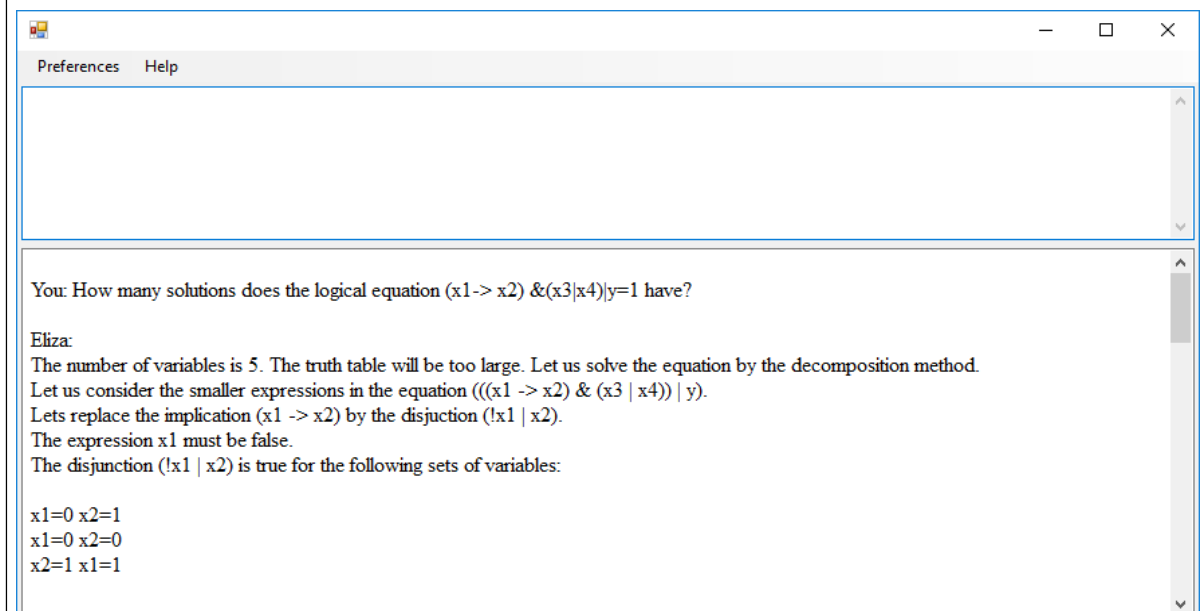 Preferences Help
You: How many solutions does the logical equation (x1-> x2) &(x3|x4)|y=1 have?
Eliza:
The number of variables is 5. The truth table will be too large. Let us solve the equation by the decomposition method.
Let us consider the smaller expressions in the equation (((x1 -> x2) & (x3 | x4)) | y).
Lets replace the implication (x1 -> x2) by the disjuction (!x1 | x2).
The expression x1 must be false.
The disjunction (!x1 | x2) is true for the following sets of variables:
x1=0 x2=1
x1=0 x2=0
x2=1 x1=1